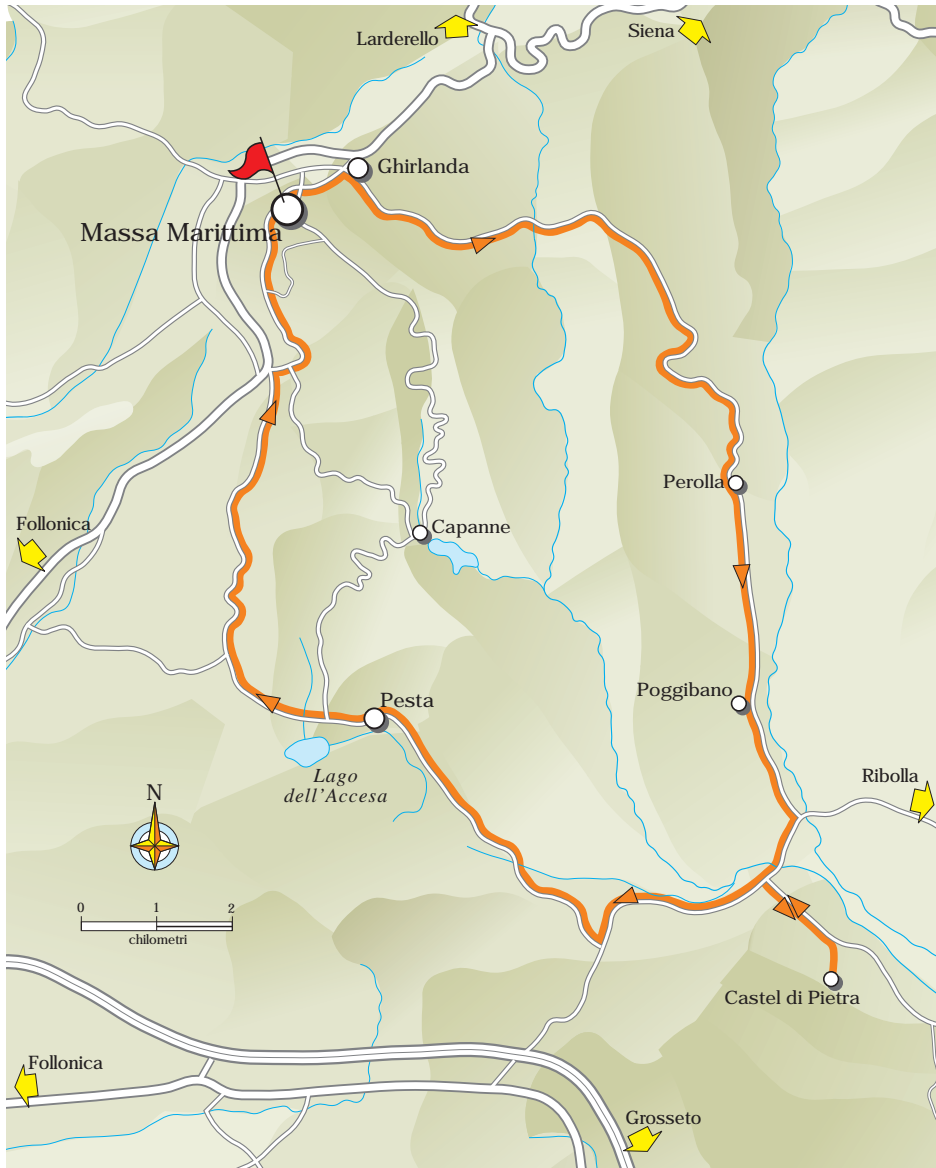 Larderello
Siena
Ghirlanda
Massa Marittima
Perolla
Follonica
Capanne
Poggibano
Pesta
Ribolla
Lago
dell'Accesa
N
0 1 2
chilometri
Castel di Pietra
Follonica
Grosseto